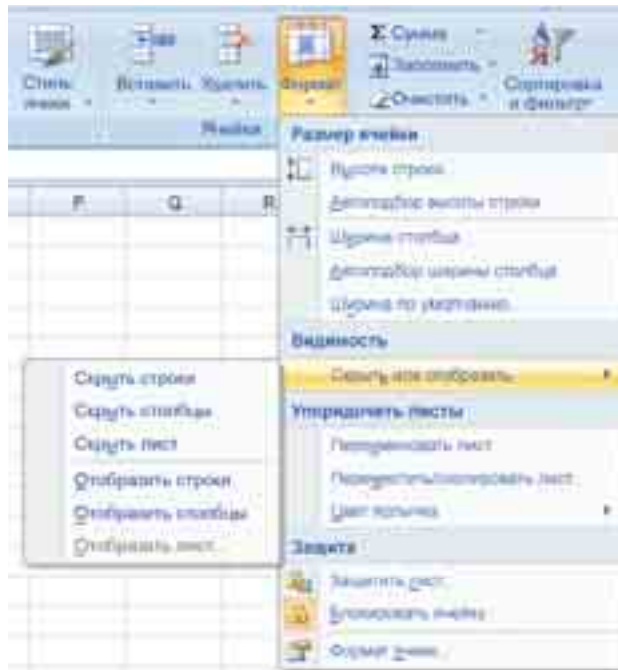 Стили ячеек
Вставить Удалить Формат
Ячейки
Σ Сумма
Заполнить
Очистить
Сортировка и фильтр
P Q R
Размер ячейки
Высота строки
Автоподбор высоты строки
Ширина столбца
Автоподбор ширины столбца
Ширина по умолчанию...
Видимость
Скрыть или отобразить
Скрыть строки
Скрыть столбцы
Скрыть лист
Отобразить строки
Отобразить столбцы
Отобразить лист...
Упорядочить листы
Переименовать лист
Переместить/скопировать лист...
Цвет ярлычка
Защита
Защитить лист...
Блокировать ячейку
Формат ячеек...